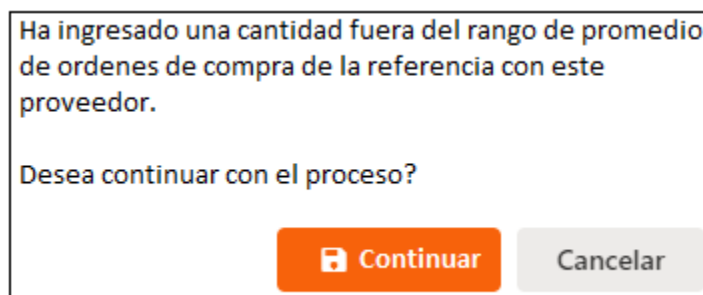 Ha ingresado una cantidad fuera del rango de promedio
de ordenes de compra de la referencia con este
proveedor.
Desea continuar con el proceso?
Continuar
Cancelar